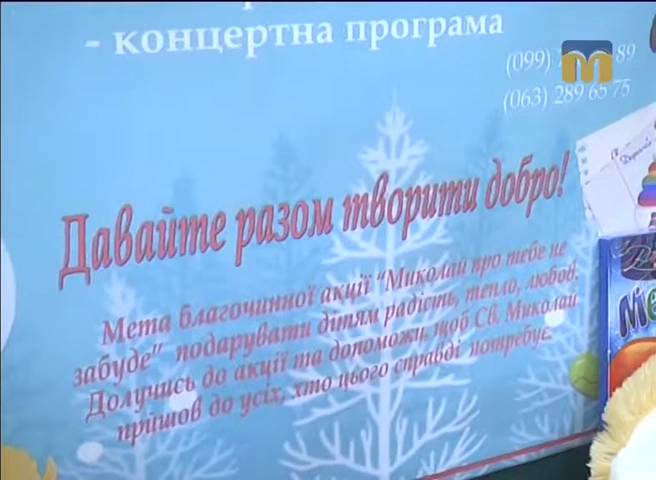 - концертна програма
(099)
89
(063) 289 65 75
Давайте разом творити добро!
Мета благочинної акції "Миколай про тебе не
забуде" - подарувати дітям радість, тепло, любов.
Долучись до акції та допоможи, щоб Св. Миколай
прийшов до усіх, хто цього справді потребує.